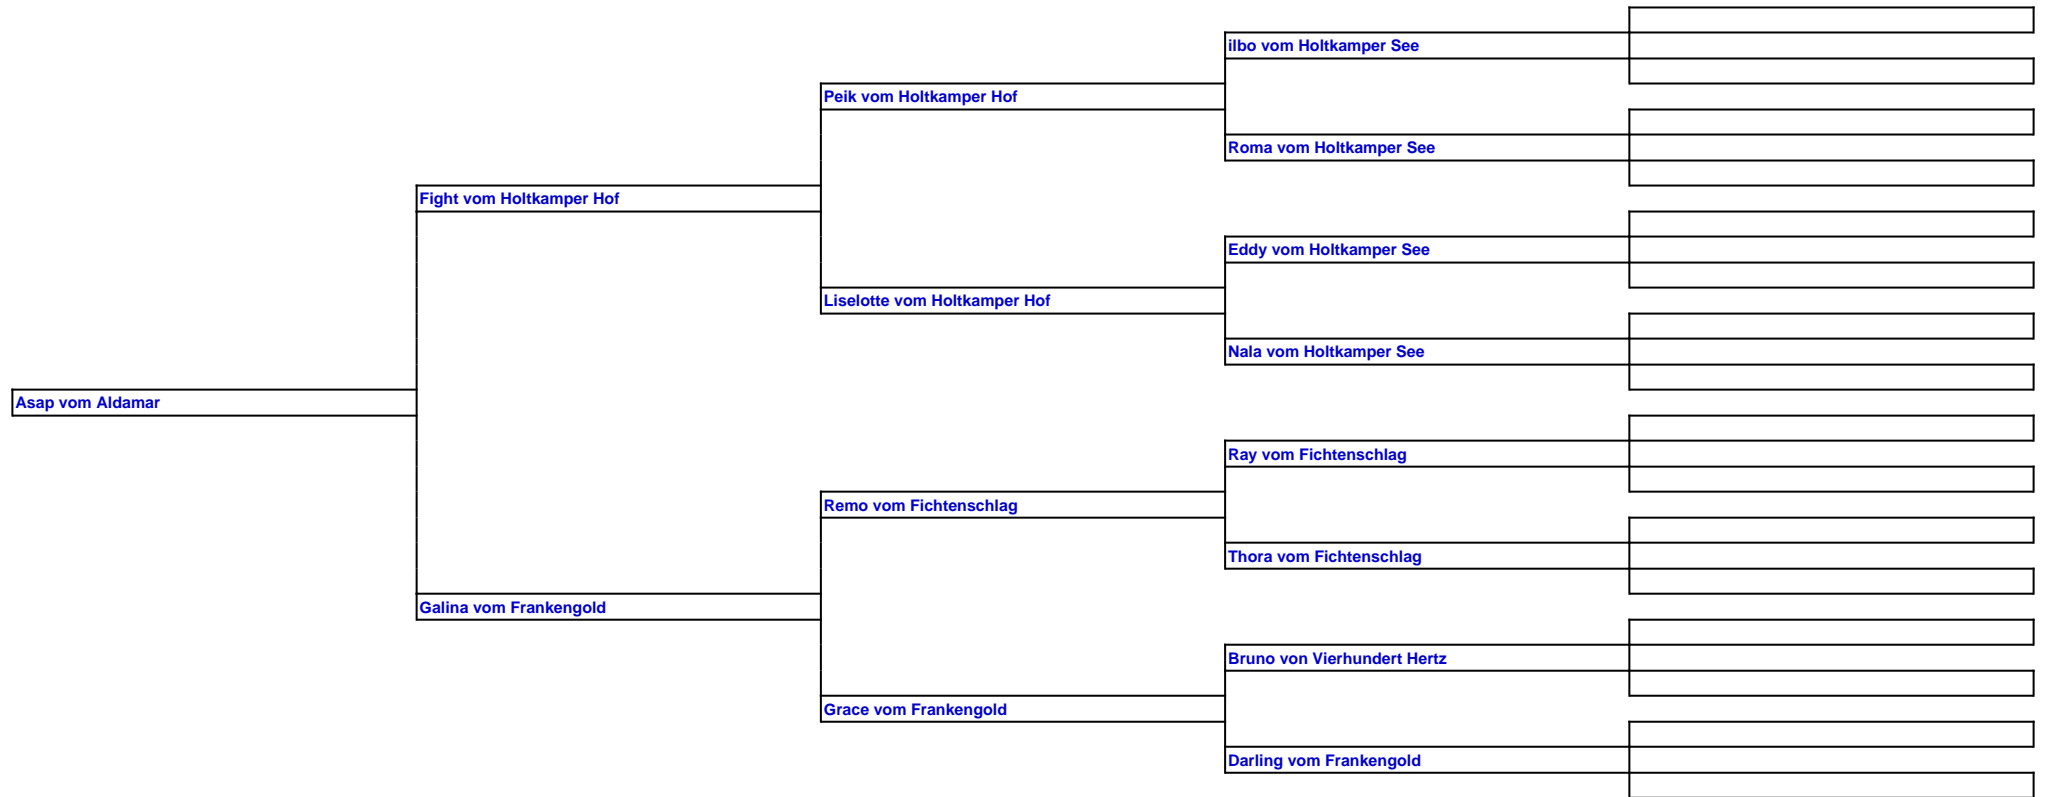 ilbo vom Holtkamper See
Peik vom Holtkamper Hof
Roma vom Holtkamper See
Fight vom Holtkamper Hof
Eddy vom Holtkamper See
Liselotte vom Holtkamper Hof
Nala vom Holtkamper See
Asap vom Aldamar
Ray vom Fichtenschlag
Remo vom Fichtenschlag
Thora vom Fichtenschlag
Galina vom Frankengold
Bruno von Vierhundert Hertz
Grace vom Frankengold
Darling vom Frankengold